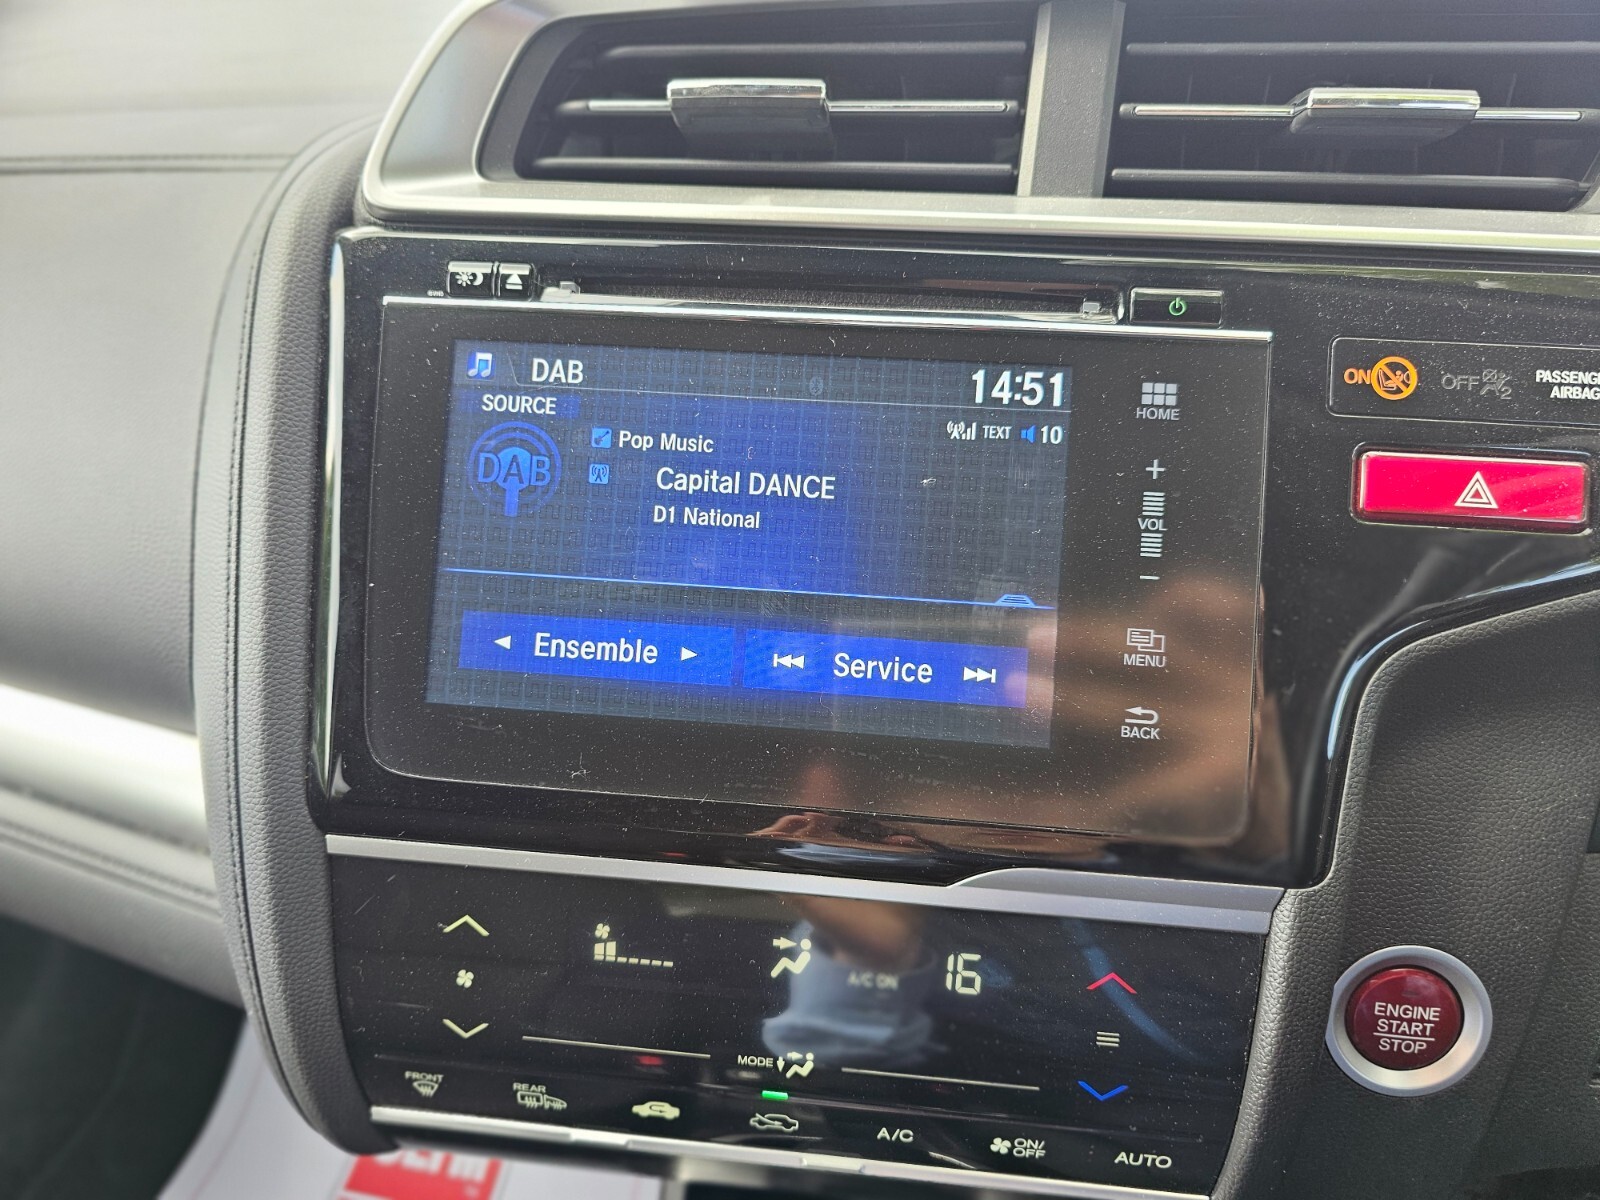 DAB
14:51
SOURCE
TEXT 10
DAB
Pop Music
Capital DANCE
D1 National
Ensemble
Service
HOME
+
VOL
−
MENU
BACK
ON
OFF
2
AIRBAG
16
A/C ON
MODE
FRONT
REAR
A/C
ON/
OFF
AUTO
ENGINE
START
STOP